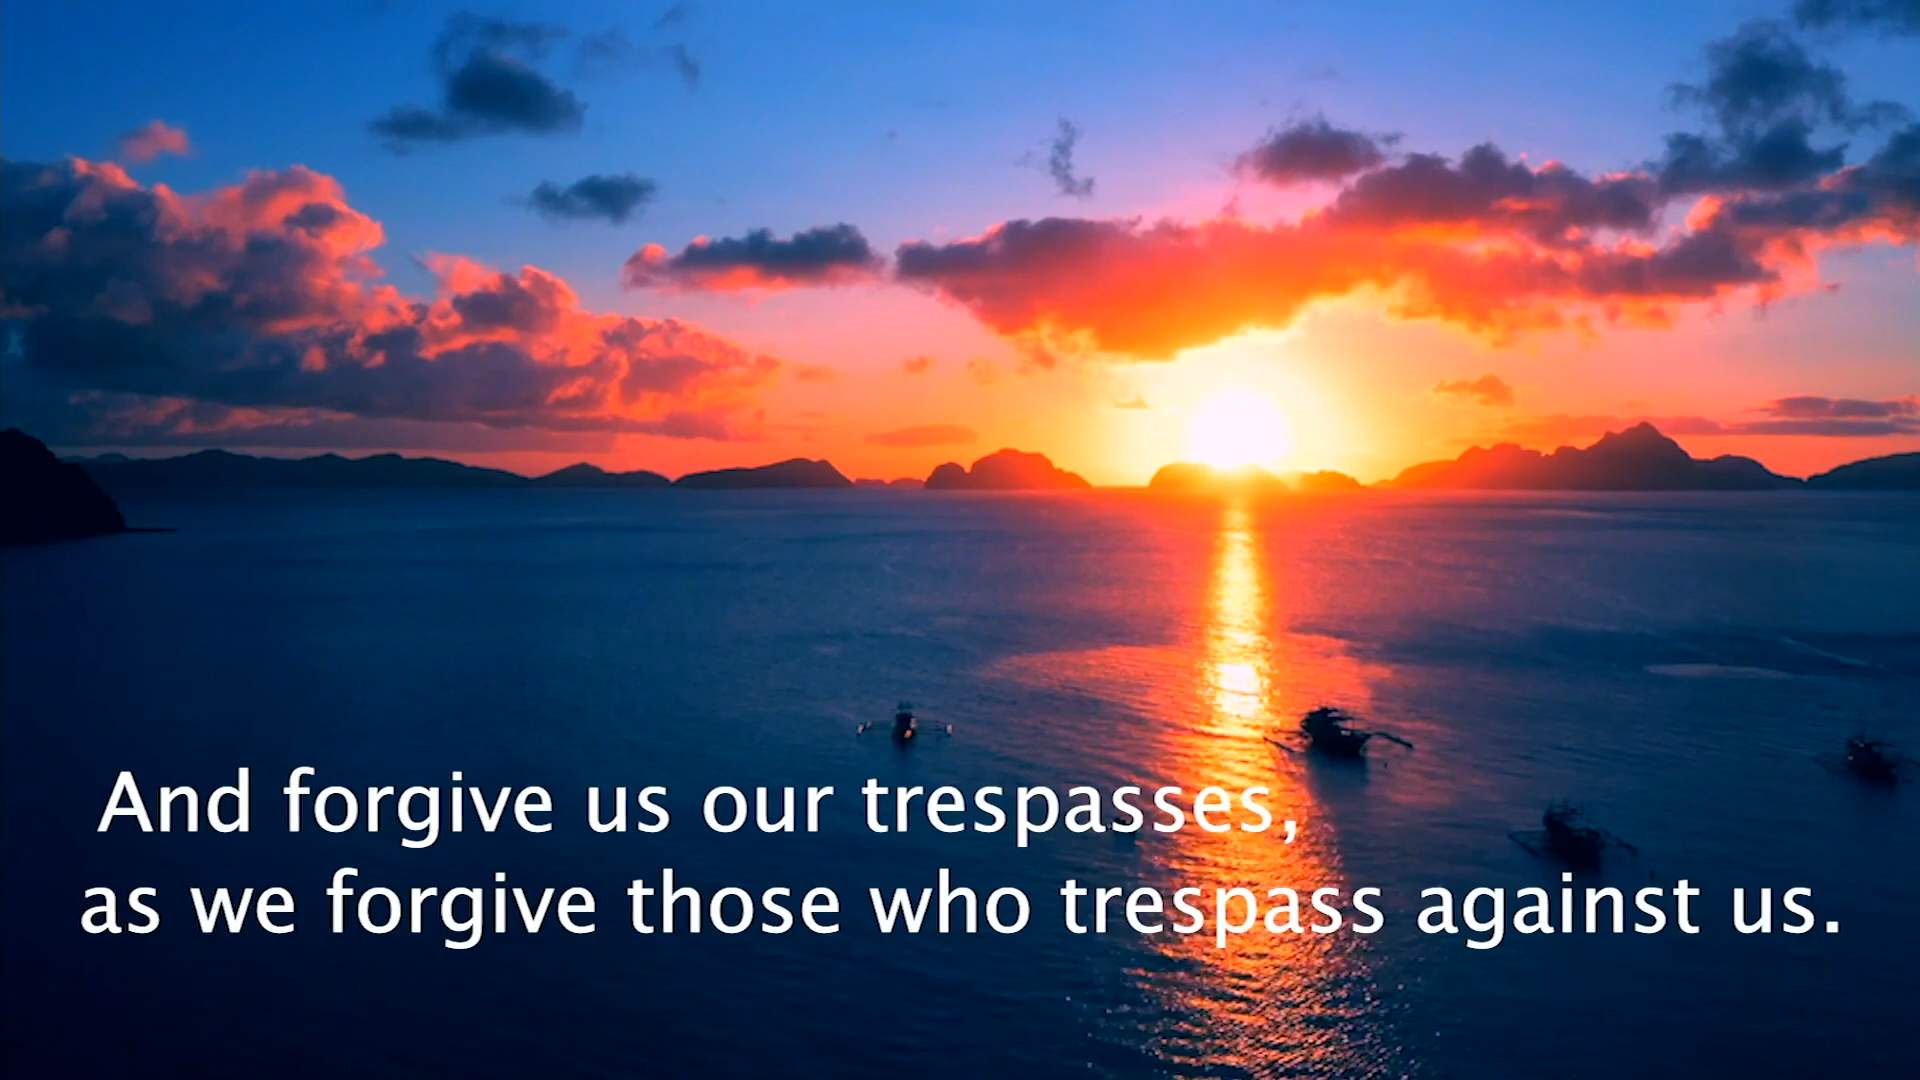 And forgive us our trespasses,
as we forgive those who trespass against us.